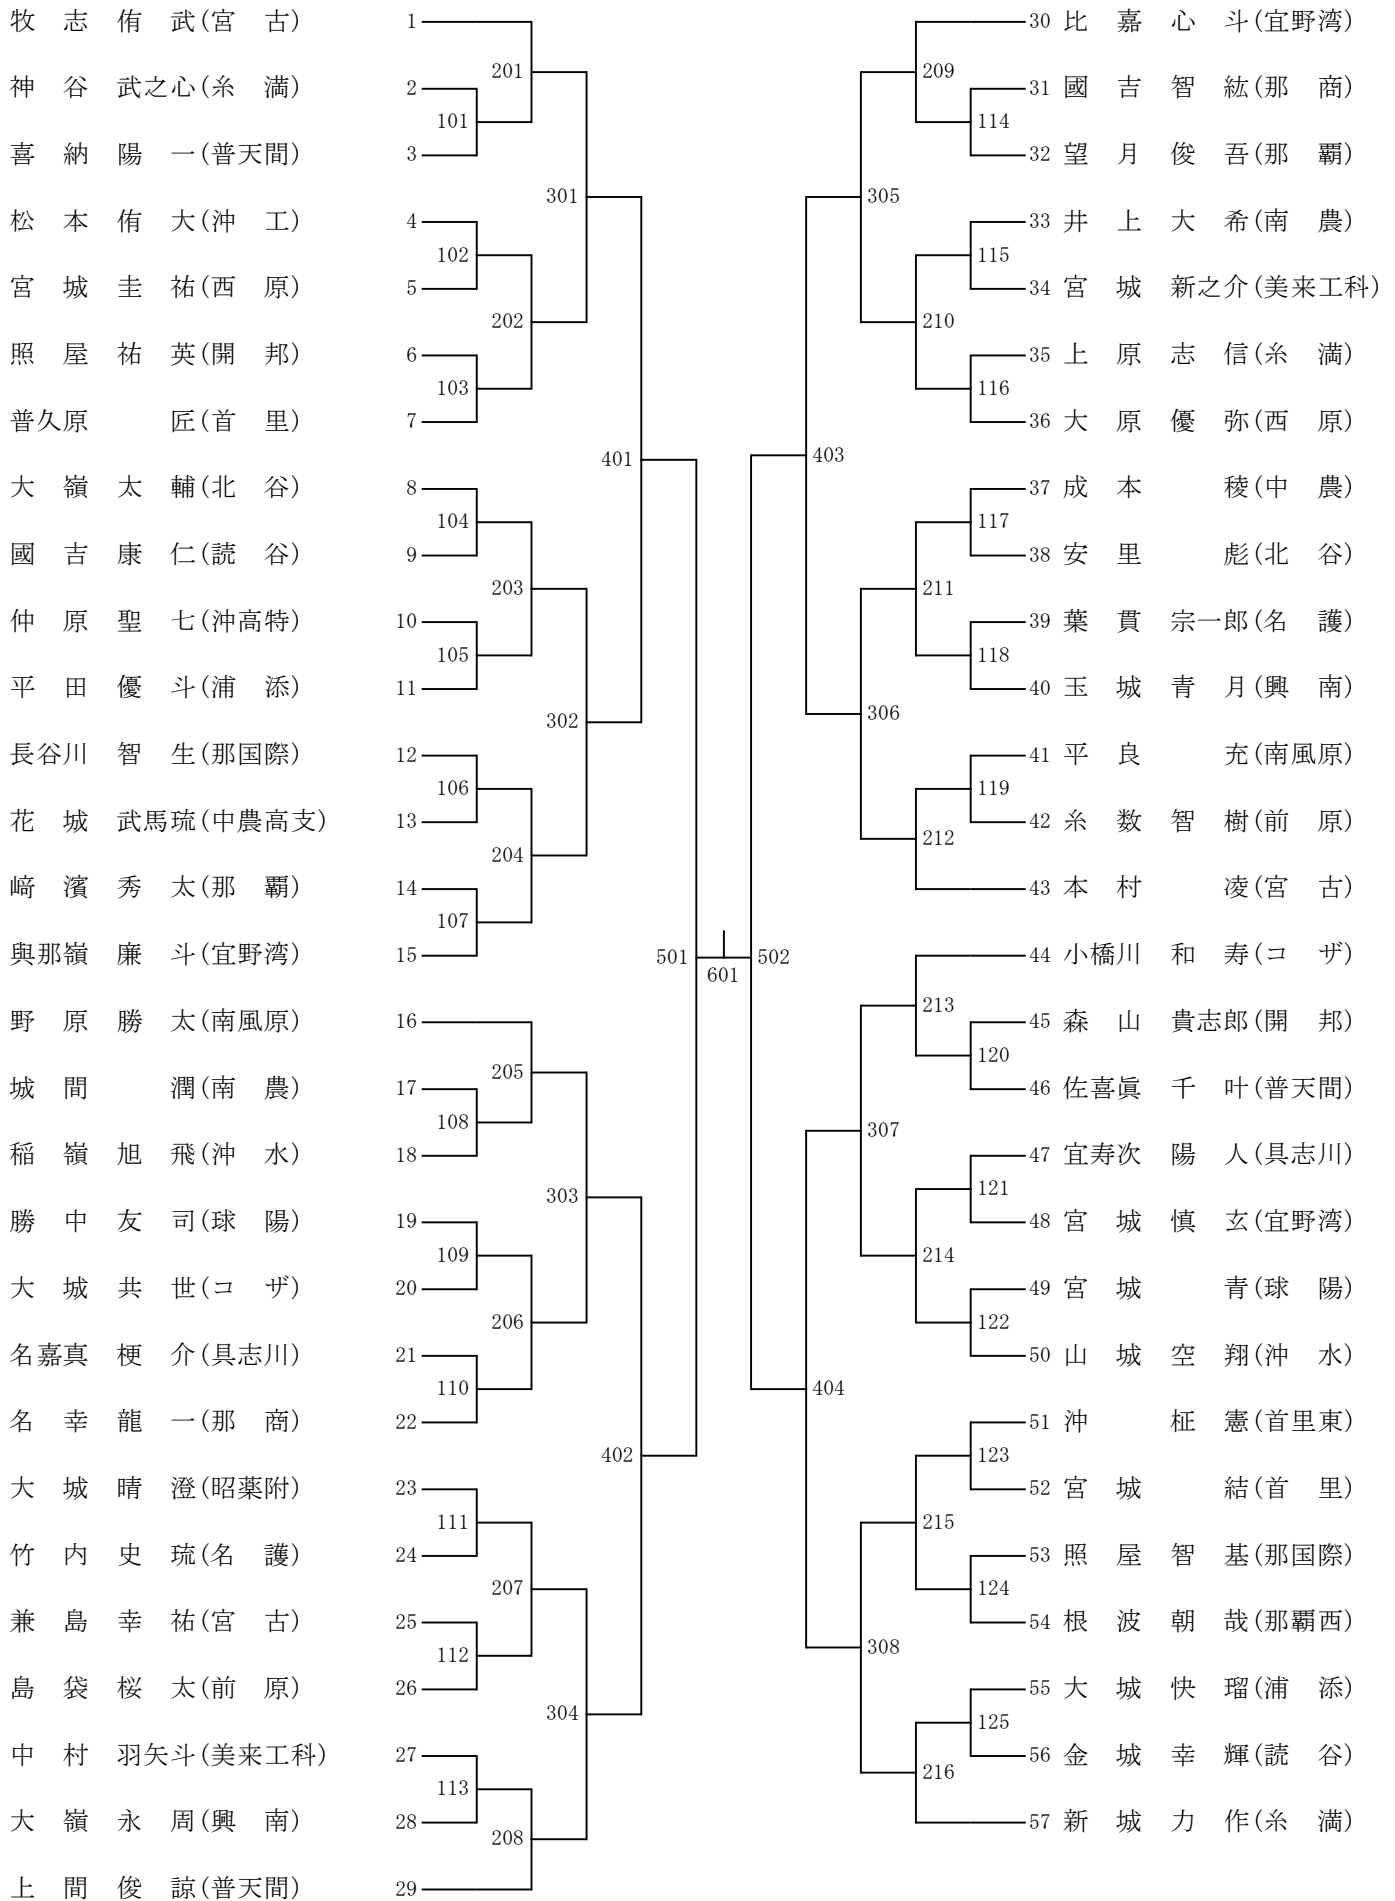 牧 志 侑 武(宮 古) 1
神 谷 武之心(糸 満) 2
喜 納 陽 一(普天間) 3
松 本 侑 大(沖 工) 4
宮 城 圭 祐(西 原) 5
照 屋 祐 英(開 邦) 6
普久原 匠(首 里) 7
大 嶺 太 輔(北 谷) 8
國 吉 康 仁(読 谷) 9
仲 原 聖 七(沖高特) 10
平 田 優 斗(浦 添) 11
長谷川 智 生(那国際) 12
花 城 武馬琉(中農高支) 13
﨑 濱 秀 太(那 覇) 14
與那嶺 廉 斗(宜野湾) 15
野 原 勝 太(南風原) 16
城 間 潤(南 農) 17
稲 嶺 旭 飛(沖 水) 18
勝 中 友 司(球 陽) 19
大 城 共 世(コ ザ) 20
名嘉真 梗 介(具志川) 21
名 幸 龍 一(那 商) 22
大 城 晴 澄(昭薬附) 23
竹 内 史 琉(名 護) 24
兼 島 幸 祐(宮 古) 25
島 袋 桜 太(前 原) 26
中 村 羽矢斗(美来工科) 27
大 嶺 永 周(興 南) 28
上 間 俊 諒(普天間) 29
101
102
103
104
105
106
107
108
109
110
111
112
113
201
202
203
204
205
206
207
208
301
302
303
304
401
402
501
601
502
403
404
305
306
307
308
209
210
211
212
213
214
215
216
114
115
116
117
118
119
120
121
122
123
124
125
30 比 嘉 心 斗(宜野湾)
31 國 吉 智 紘(那 商)
32 望 月 俊 吾(那 覇)
33 井 上 大 希(南 農)
34 宮 城 新之介(美来工科)
35 上 原 志 信(糸 満)
36 大 原 優 弥(西 原)
37 成 本 稜(中 農)
38 安 里 彪(北 谷)
39 葉 貫 宗一郎(名 護)
40 玉 城 青 月(興 南)
41 平 良 充(南風原)
42 糸 数 智 樹(前 原)
43 本 村 凌(宮 古)
44 小橋川 和 寿(コ ザ)
45 森 山 貴志郎(開 邦)
46 佐喜眞 千 叶(普天間)
47 宜寿次 陽 人(具志川)
48 宮 城 慎 玄(宜野湾)
49 宮 城 青(球 陽)
50 山 城 空 翔(沖 水)
51 沖 柾 憲(首里東)
52 宮 城 結(首 里)
53 照 屋 智 基(那国際)
54 根 波 朝 哉(那覇西)
55 大 城 快 瑠(浦 添)
56 金 城 幸 輝(読 谷)
57 新 城 力 作(糸 満)